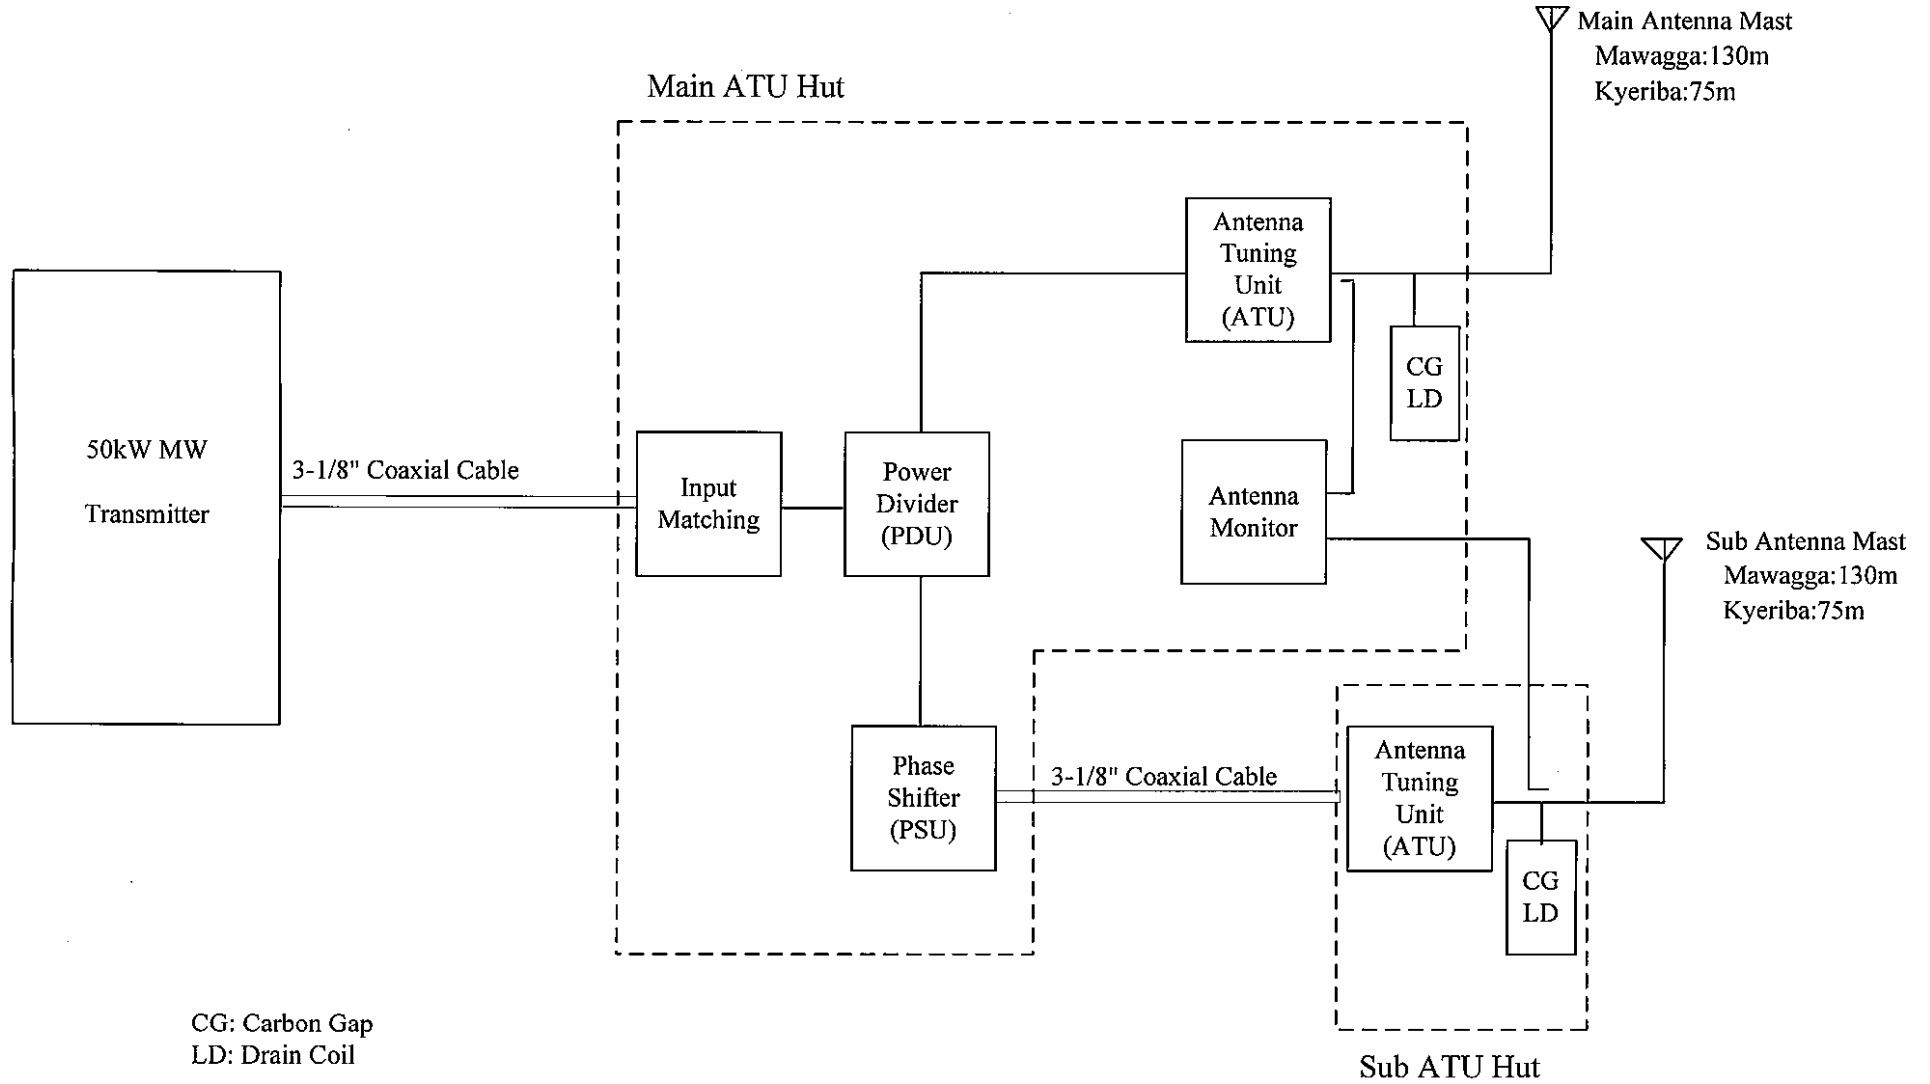 Main Antenna Mast
Mawagga:130m
Kyeriba:75m
Main ATU Hut
Antenna
Tuning
Unit
(ATU)
CG
LD
50kW MW
Transmitter
3-1/8" Coaxial Cable
Input
Matching
Power
Divider
(PDU)
Antenna
Monitor
Sub Antenna Mast
Mawagga:130m
Kyeriba:75m
Phase
Shifter
(PSU)
3-1/8" Coaxial Cable
Antenna
Tuning
Unit
(ATU)
CG
LD
CG: Carbon Gap
LD: Drain Coil
Sub ATU Hut